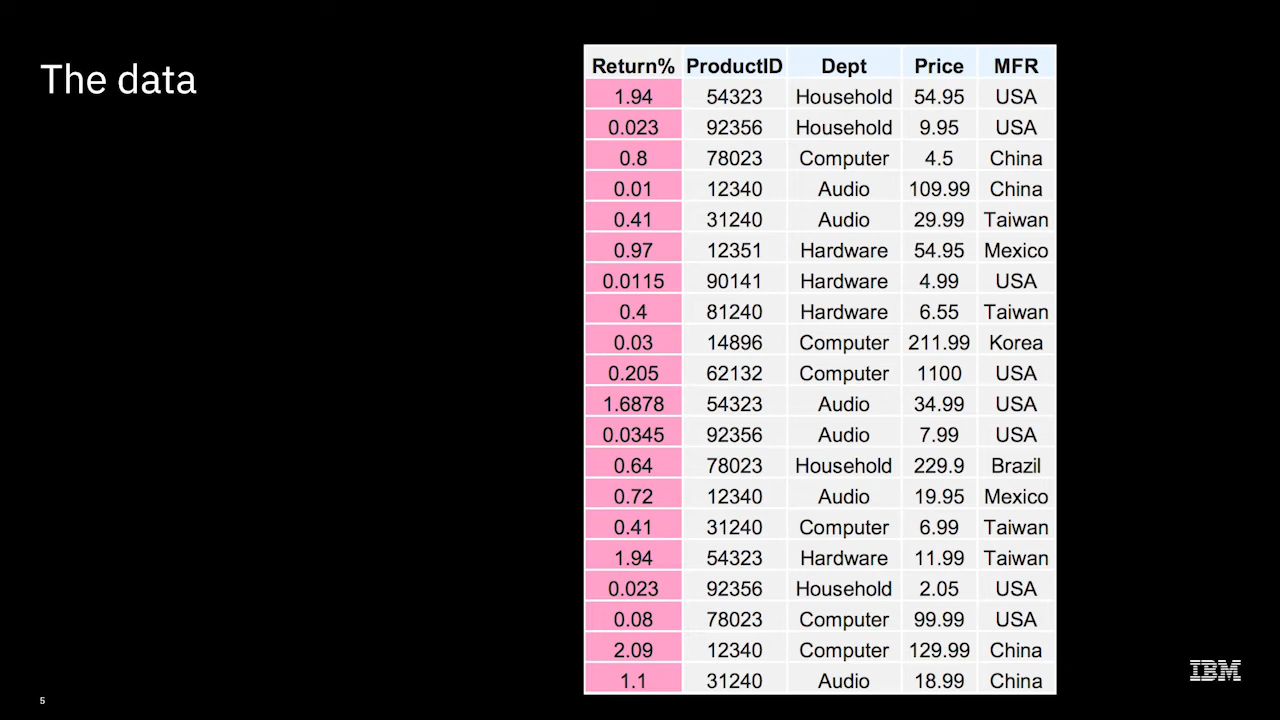 The data
Return% ProductID Dept Price MFR
1.94 54323 Household 54.95 USA
0.023 92356 Household 9.95 USA
0.8 78023 Computer 4.5 China
0.01 12340 Audio 109.99 China
0.41 31240 Audio 29.99 Taiwan
0.97 12351 Hardware 54.95 Mexico
0.0115 90141 Hardware 4.99 USA
0.4 81240 Hardware 6.55 Taiwan
0.03 14896 Computer 211.99 Korea
0.205 62132 Computer 1100 USA
1.6878 54323 Audio 34.99 USA
0.0345 92356 Audio 7.99 USA
0.64 78023 Household 229.9 Brazil
0.72 12340 Audio 19.95 Mexico
0.41 31240 Computer 6.99 Taiwan
1.94 54323 Hardware 11.99 Taiwan
0.023 92356 Household 2.05 USA
0.08 78023 Computer 99.99 USA
2.09 12340 Computer 129.99 China
1.1 31240 Audio 18.99 China
IBM
5